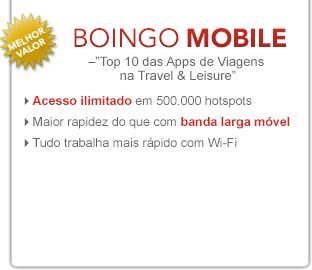 MELHOR
VALOR
BOINGO MOBILE
–"Top 10 das Apps de Viagens
na Travel & Leisure"
Acesso ilimitado em 500.000 hotspots
Maior rapidez do que com banda larga móvel
Tudo trabalha mais rápido com Wi-Fi